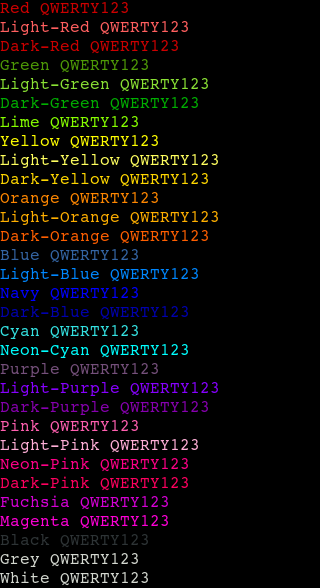 Red QWERTY123
Light-Red QWERTY123
Dark-Red QWERTY123
Green QWERTY123
Light-Green QWERTY123
Dark-Green QWERTY123
Lime QWERTY123
Yellow QWERTY123
Light-Yellow QWERTY123
Dark-Yellow QWERTY123
Orange QWERTY123
Light-Orange QWERTY123
Dark-Orange QWERTY123
Blue QWERTY123
Light-Blue QWERTY123
Navy QWERTY123
Dark-Blue QWERTY123
Cyan QWERTY123
Neon-Cyan QWERTY123
Purple QWERTY123
Light-Purple QWERTY123
Dark-Purple QWERTY123
Pink QWERTY123
Light-Pink QWERTY123
Neon-Pink QWERTY123
Dark-Pink QWERTY123
Fuchsia QWERTY123
Magenta QWERTY123
Black QWERTY123
Grey QWERTY123
White QWERTY123